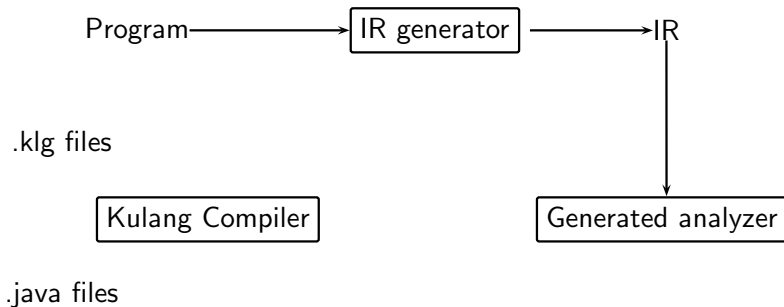 Program IR generator IR
.klg files
Kulang Compiler Generated analyzer
.java files